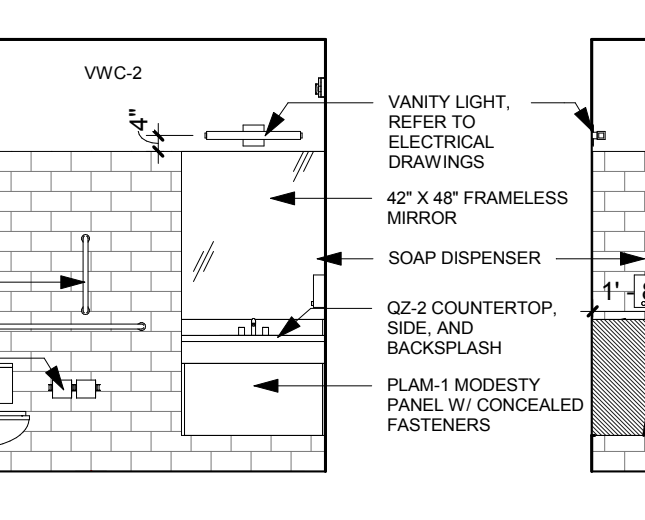 VWC-2
4"
VANITY LIGHT,
REFER TO
ELECTRICAL
DRAWINGS
42" X 48" FRAMELESS
MIRROR
SOAP DISPENSER
1' -
QZ-2 COUNTERTOP,
SIDE, AND
BACKSPLASH
PLAM-1 MODESTY
PANEL W/ CONCEALED
FASTENERS